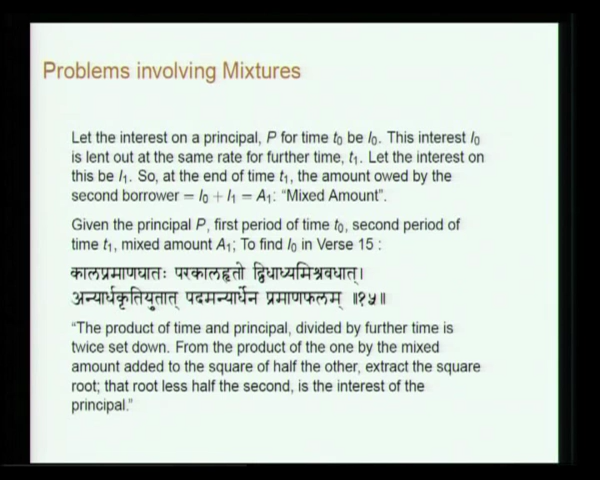 Problems involving Mixtures
Let the interest on a principal, P for time t₀ be I₀. This interest I₀
is lent out at the same rate for further time, t₁. Let the interest on
this be I₁. So, at the end of time t₁, the amount owed by the
second borrower = I₀ + I₁ = A₁: “Mixed Amount”.
Given the principal P, first period of time t₀, second period of
time t₁, mixed amount A₁; To find I₀ in Verse 15 :
कालप्रमाणघातः परकालहृतो द्विधाध्यमिश्रवधात्।
अन्यार्धकृतियुतात् पदमन्यार्धेन प्रमाणफलम् ॥१५॥
“The product of time and principal, divided by further time is
twice set down. From the product of the one by the mixed
amount added to the square of half the other, extract the square
root; that root less half the second, is the interest of the
principal.”